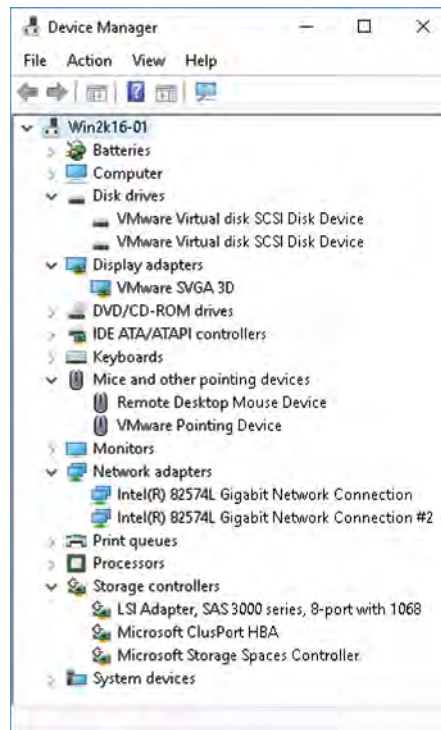 Device Manager
File Action View Help
Win2k16-01
Batteries
Computer
Disk drives
VMware Virtual disk SCSI Disk Device
VMware Virtual disk SCSI Disk Device
Display adapters
VMware SVGA 3D
DVD/CD-ROM drives
IDE ATA/ATAPI controllers
Keyboards
Mice and other pointing devices
Remote Desktop Mouse Device
VMware Pointing Device
Monitors
Network adapters
Intel(R) 82574L Gigabit Network Connection
Intel(R) 82574L Gigabit Network Connection #2
Print queues
Processors
Storage controllers
LSI Adapter, SAS 3000 series, 8-port with 1068
Microsoft ClusPort HBA
Microsoft Storage Spaces Controller
System devices